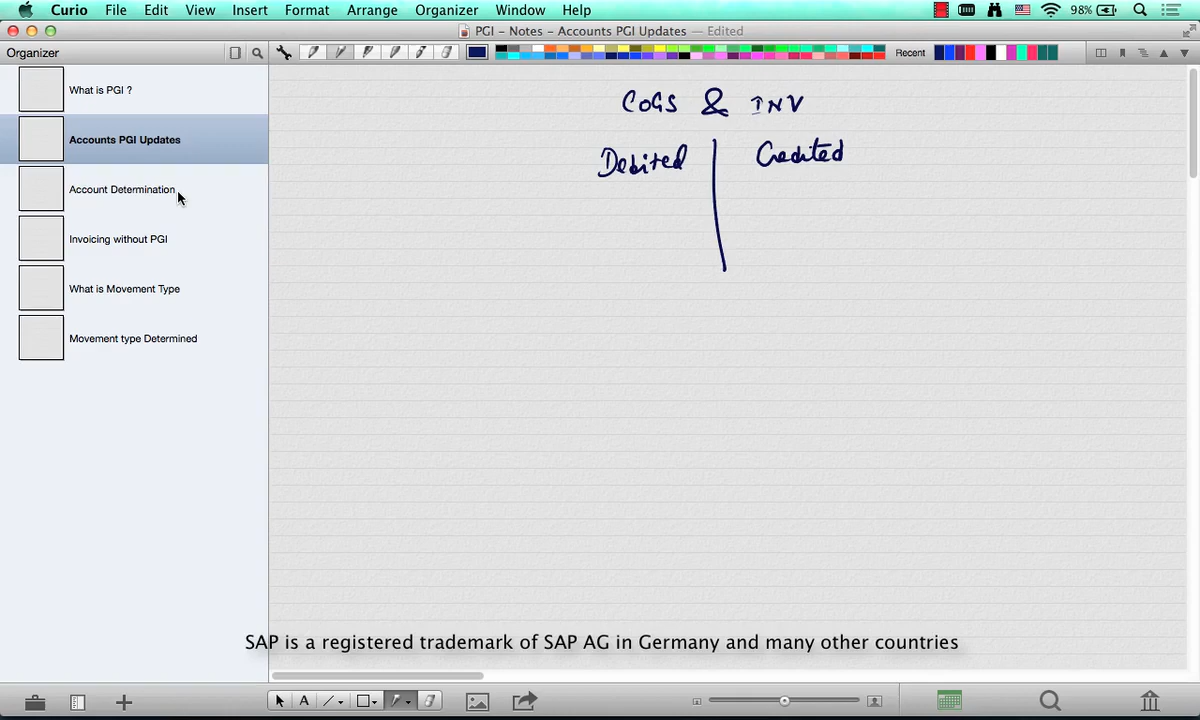 Curio File Edit View Insert Format Arrange Organizer Window Help 98%
PGI – Notes – Accounts PGI Updates — Edited
Organizer Recent
What is PGI ?
Accounts PGI Updates
Account Determination
Invoicing without PGI
What is Movement Type
Movement type Determined
COGS & INV
Debited Credited
SAP is a registered trademark of SAP AG in Germany and many other countries
A